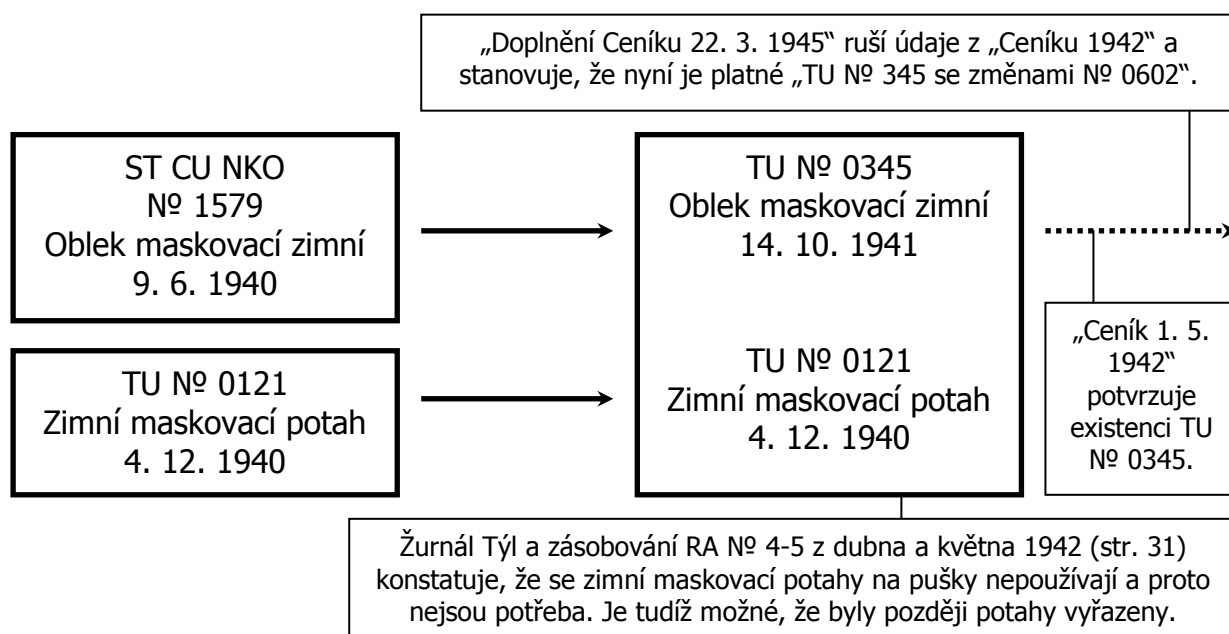 „Doplnění Ceníku 22. 3. 1945“ ruší údaje z „Ceníku 1942“ a
stanovuje, že nyní je platné „TU № 345 se změnami № 0602“.
ST CU NKO
№ 1579
Oblek maskovací zimní
9. 6. 1940
TU № 0121
Zimní maskovací potah
4. 12. 1940
TU № 0345
Oblek maskovací zimní
14. 10. 1941
TU № 0121
Zimní maskovací potah
4. 12. 1940
„Ceník 1. 5.
1942“
potvrzuje
existenci TU
№ 0345.
Žurnál Týl a zásobování RA № 4-5 z dubna a května 1942 (str. 31)
konstatuje, že se zimní maskovací potahy na pušky nepoužívají a proto
nejsou potřeba. Je tudíž možné, že byly později potahy vyřazeny.